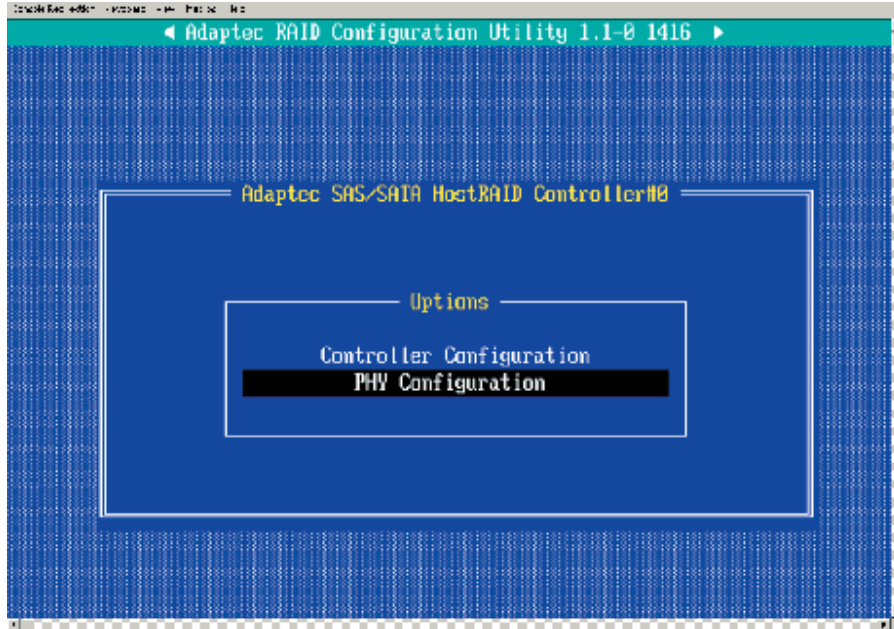 ◄ Adaptec RAID Configuration Utility 1.1-0 1416 ►
Adaptec SAS/SATA HostRAID Controller#0
Options
Controller Configuration
PHY Configuration